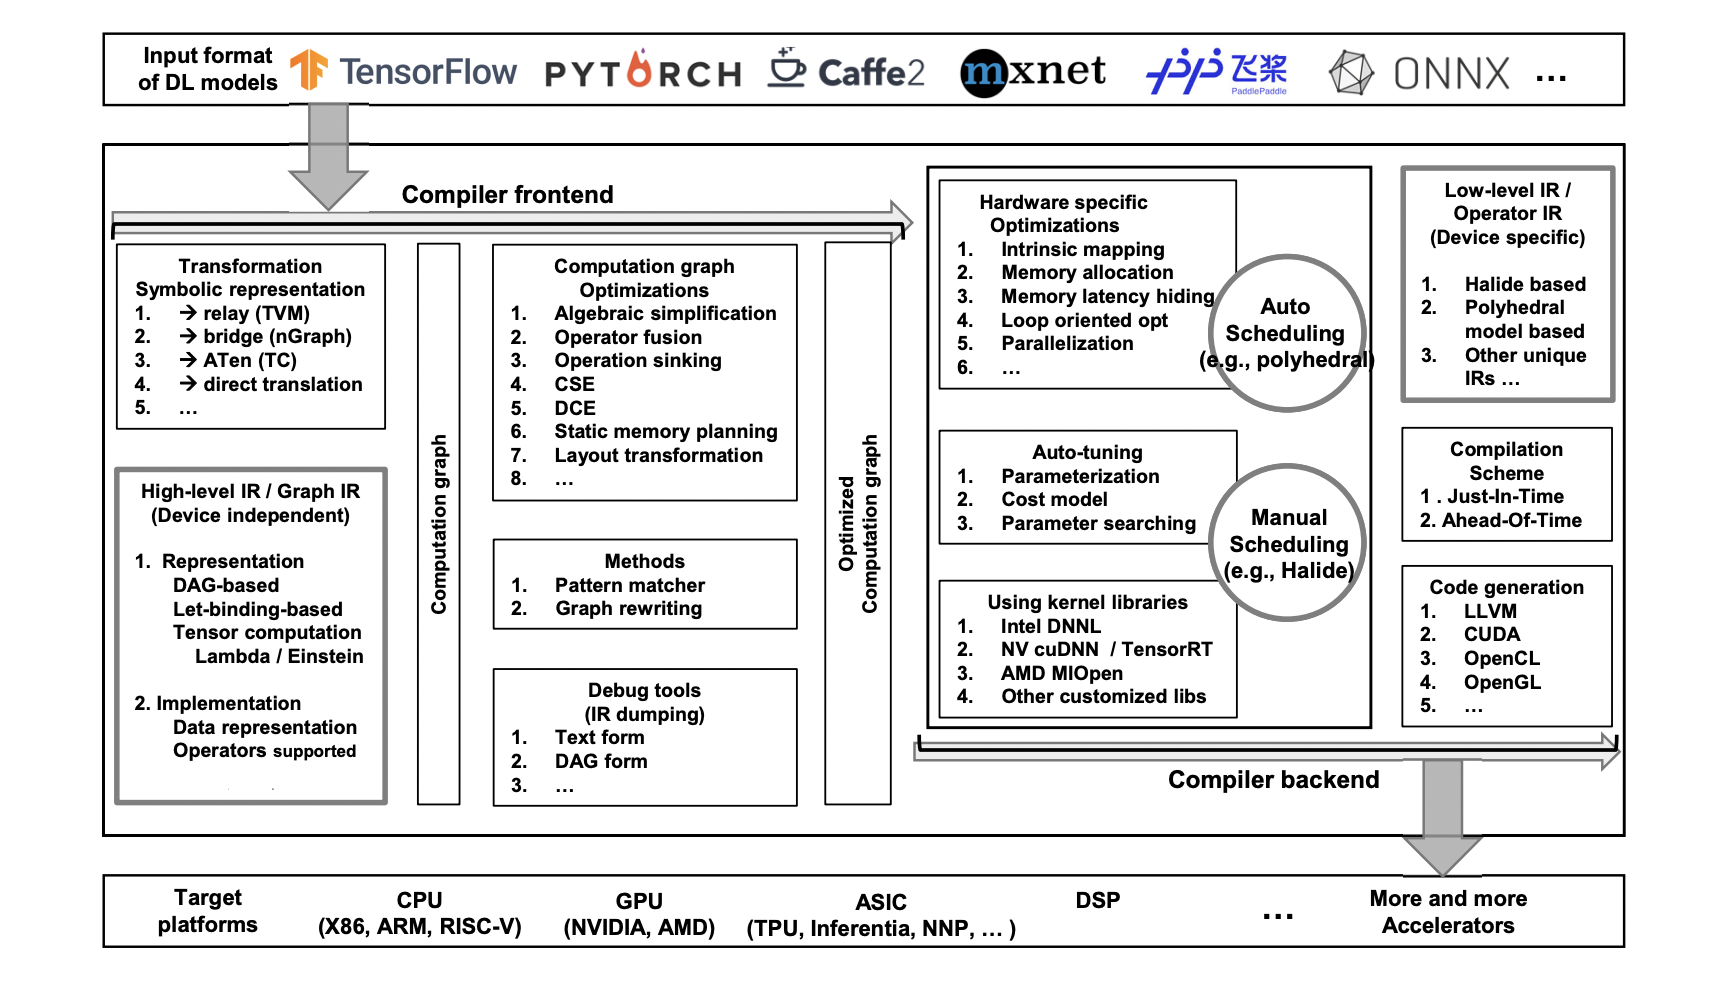 Input format
of DL models
TensorFlow
PYTORCH
Caffe2
mxnet
飞桨
PaddlePaddle
ONNX
...
Compiler frontend
Transformation
Symbolic representation
1. → relay (TVM)
2. → bridge (nGraph)
3. → ATen (TC)
4. → direct translation
5. ...
High-level IR / Graph IR
(Device independent)
1. Representation
DAG-based
Let-binding-based
Tensor computation
Lambda / Einstein
2. Implementation
Data representation
Operators supported
Computation graph
Computation graph
Optimizations
1. Algebraic simplification
2. Operator fusion
3. Operation sinking
4. CSE
5. DCE
6. Static memory planning
7. Layout transformation
8. ...
Methods
1. Pattern matcher
2. Graph rewriting
Debug tools
(IR dumping)
1. Text form
2. DAG form
3. ...
Optimized
Computation graph
Hardware specific
Optimizations
1. Intrinsic mapping
2. Memory allocation
3. Memory latency hiding
4. Loop oriented opt
5. Parallelization
6. ...
Auto
Scheduling
(e.g., polyhedral)
Auto-tuning
1. Parameterization
2. Cost model
3. Parameter searching
Manual
Scheduling
(e.g., Halide)
Using kernel libraries
1. Intel DNNL
2. NV cuDNN / TensorRT
3. AMD MIOpen
4. Other customized libs
Low-level IR /
Operator IR
(Device specific)
1. Halide based
2. Polyhedral
model based
3. Other unique
IRs ...
Compilation
Scheme
1 . Just-In-Time
2. Ahead-Of-Time
Code generation
1. LLVM
2. CUDA
3. OpenCL
4. OpenGL
5. ...
Compiler backend
Target
platforms
CPU
(X86, ARM, RISC-V)
GPU
(NVIDIA, AMD)
ASIC
(TPU, Inferentia, NNP, ... )
DSP
...
More and more
Accelerators